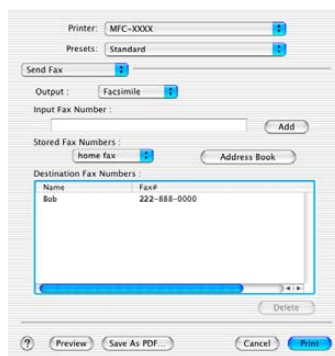 Printer: MFC-XXXX
Presets: Standard
Send Fax
Output : Facsimile
Input Fax Number :
Add
Stored Fax Numbers :
home fax Address Book
Destination Fax Numbers :
Name Fax#
Bob 222-888-0000
Delete
? Preview Save As PDF... Cancel Print